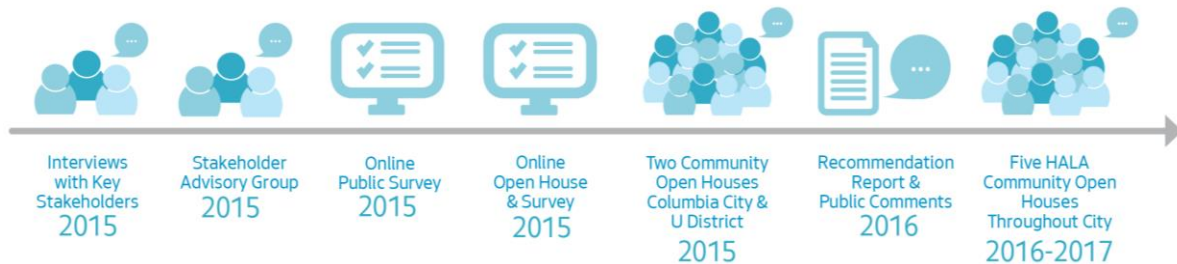 Interviews
with Key
Stakeholders
2015
Stakeholder
Advisory Group
2015
Online
Public Survey
2015
Online
Open House
& Survey
2015
Two Community
Open Houses
Columbia City &
U District
2015
Recommendation
Report &
Public Comments
2016
Five HALA
Community Open
Houses
Throughout City
2016-2017